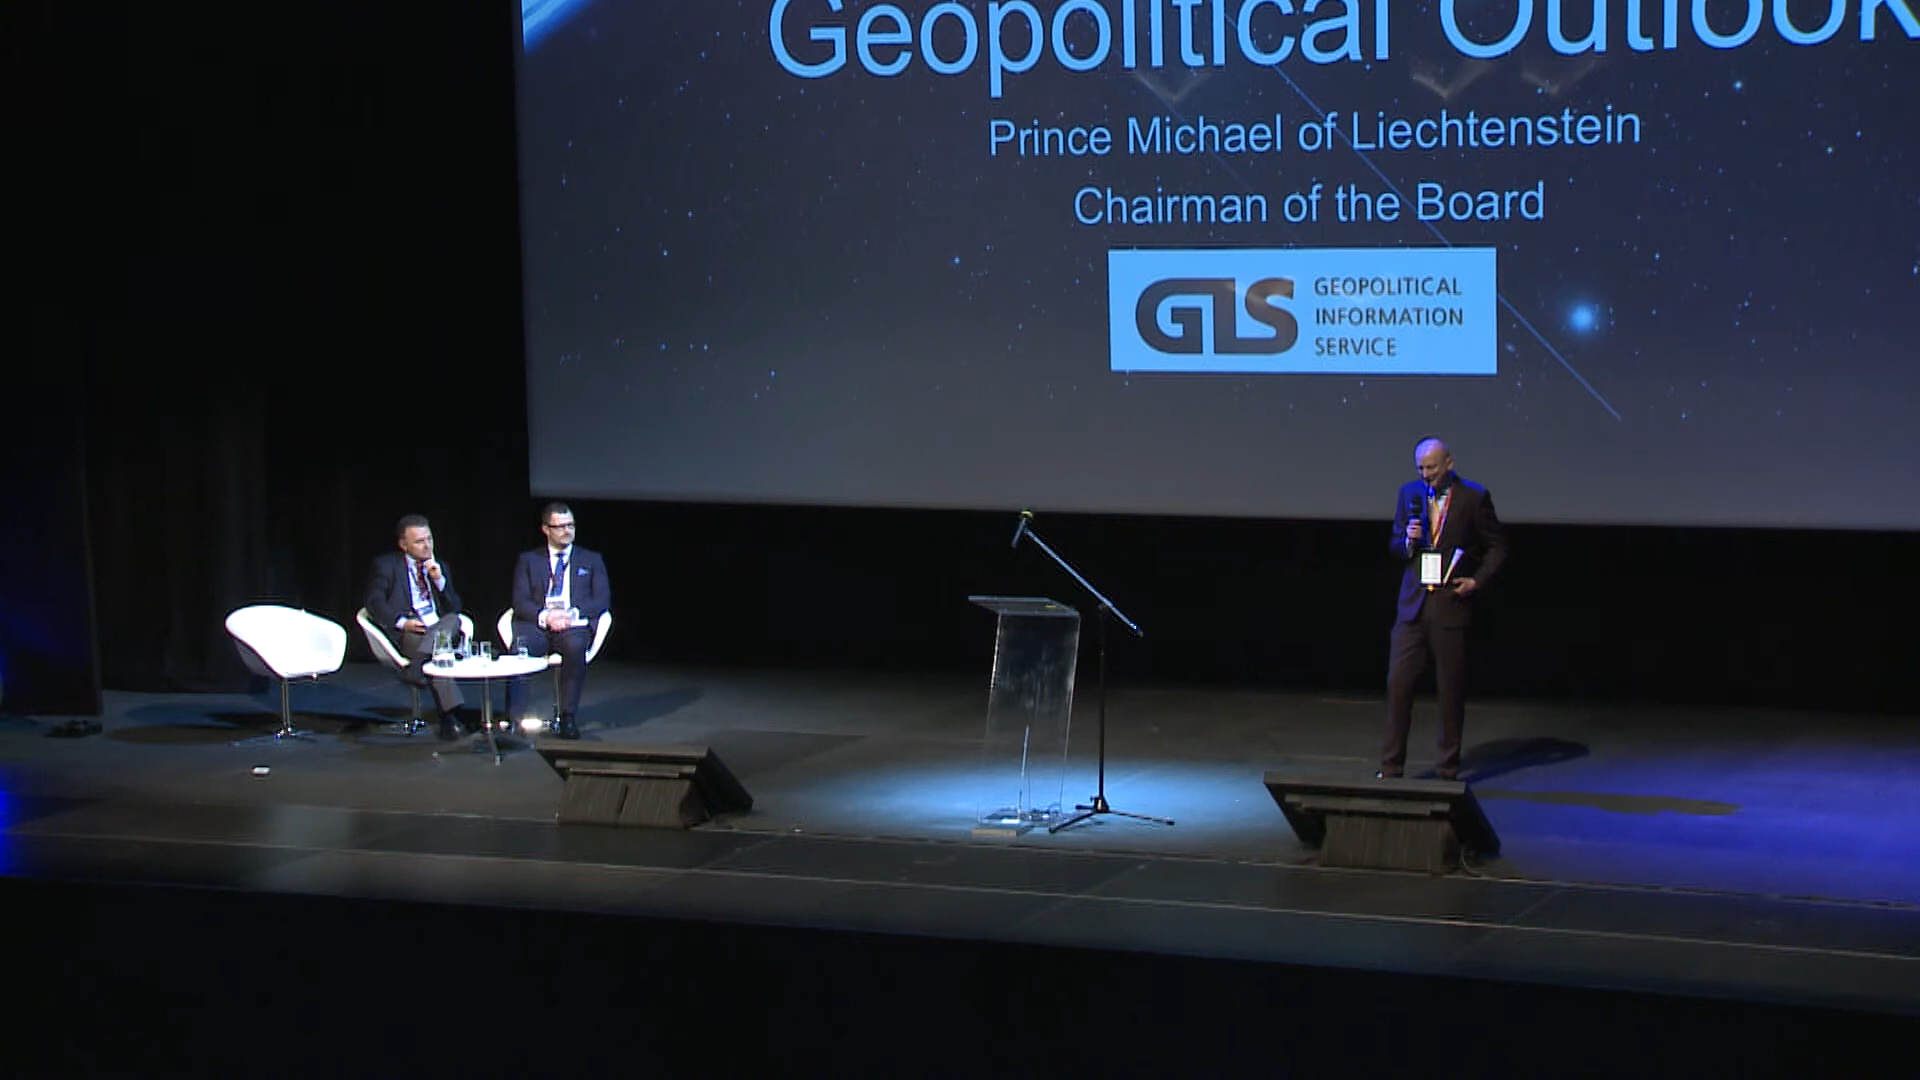 Geopolitical Outlook
Prince Michael of Liechtenstein
Chairman of the Board
GIS
GEOPOLITICAL
INFORMATION
SERVICE